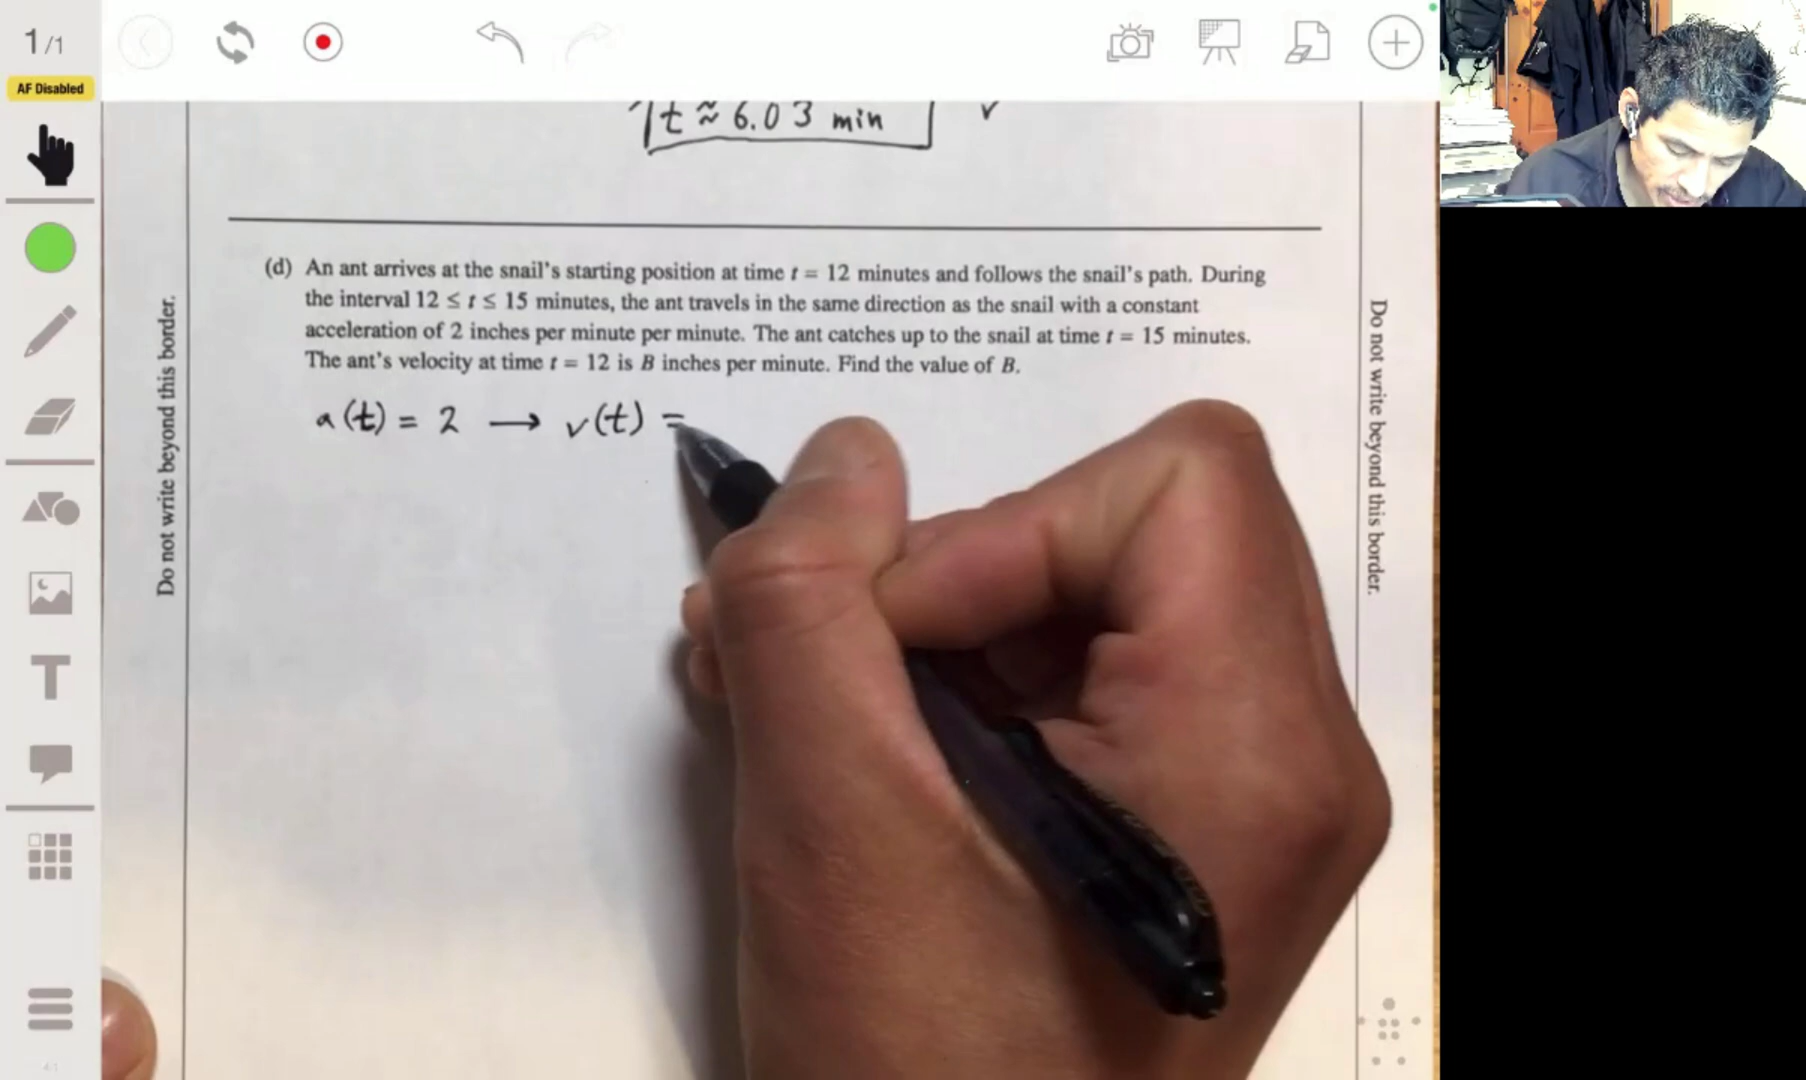 1/1
AF Disabled
t ≈ 6.03 min
(d) An ant arrives at the snail's starting position at time t = 12 minutes and follows the snail's path. During
the interval 12 ≤ t ≤ 15 minutes, the ant travels in the same direction as the snail with a constant
acceleration of 2 inches per minute per minute. The ant catches up to the snail at time t = 15 minutes.
The ant's velocity at time t = 12 is B inches per minute. Find the value of B.
a(t) = 2 → v(t) =
Do not write beyond this border.
Do not write beyond this border.
T